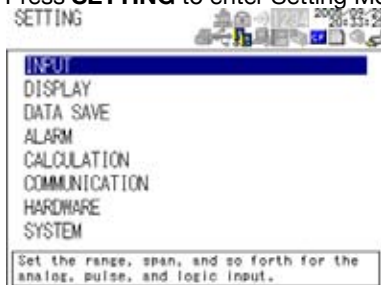 Press SETTING to enter Setting Mo
SETTING
INPUT
DISPLAY
DATA SAVE
ALARM
CALCULATION
COMMUNICATION
HARDWARE
SYSTEM
Set the range, span, and so forth for the
analog, pulse, and logic input.